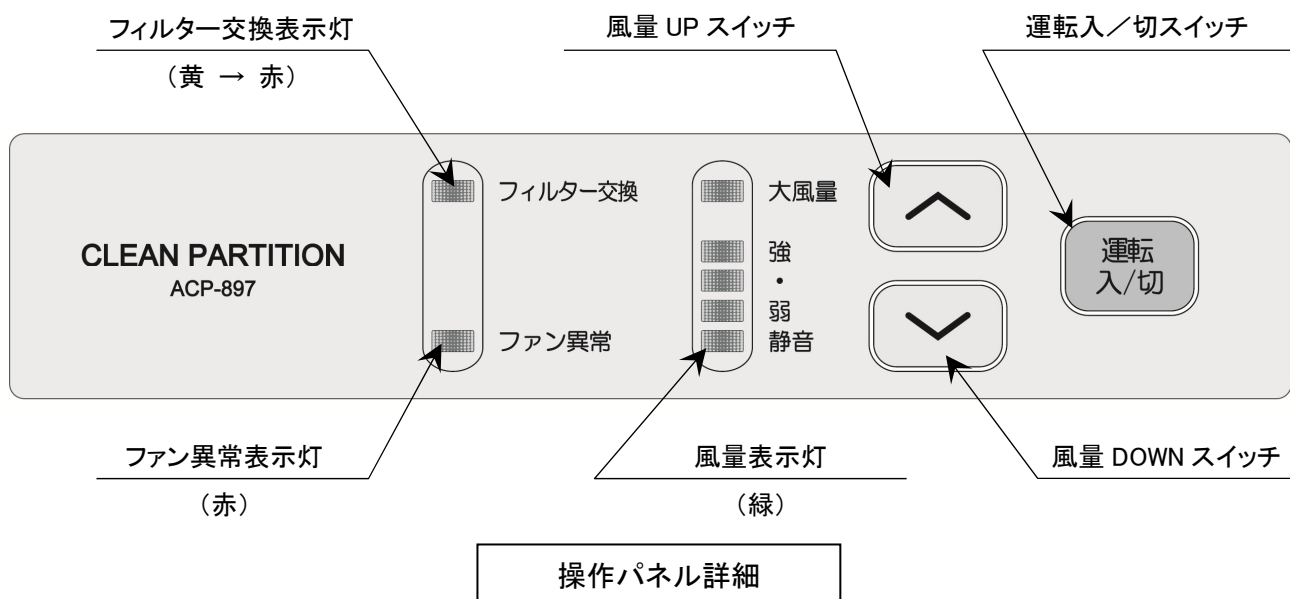 フィルター交換表示灯
（黄 → 赤）
風量 UP スイッチ
運転入／切スイッチ
CLEAN PARTITION
ACP-897
フィルター交換
ファン異常
大風量
強
・
弱
静音
運転
入/切
ファン異常表示灯
（赤）
風量表示灯
（緑）
風量 DOWN スイッチ
操作パネル詳細